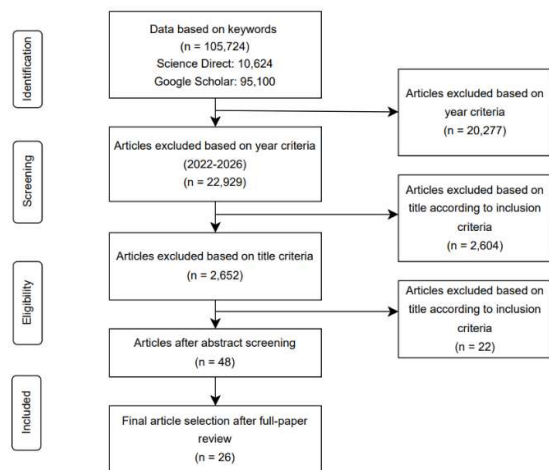 Identification
Data based on keywords
(n = 105,724)
Science Direct: 10,624
Google Scholar: 95,100
Articles excluded based on
year criteria
(n = 20,277)
Screening
Articles excluded based on year criteria
(2022-2026)
(n = 22,929)
Articles excluded based on
title according to inclusion
criteria
(n = 2,604)
Eligibility
Articles excluded based on title criteria
(n = 2,652)
Articles excluded based on
title according to inclusion
criteria
(n = 22)
Articles after abstract screening
(n = 48)
Included
Final article selection after full-paper
review
(n = 26)